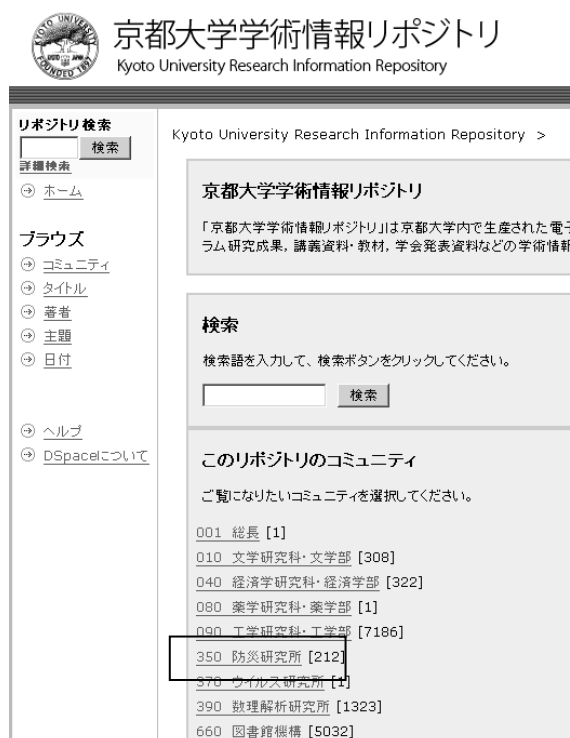 京都大学学術情報リポジトリ
Kyoto University Research Information Repository
リポジトリ検索
検索
詳細検索
ホーム
ブラウズ
コミュニティ
タイトル
著者
主題
日付
ヘルプ
DSpaceについて
Kyoto University Research Information Repository >
京都大学学術情報リポジトリ
「京都大学学術情報リポジトリ」は京都大学内で生産された電子
ラム研究成果, 講義資料・教材, 学会発表資料などの学術情報
検索
検索語を入力して、検索ボタンをクリックしてください。
検索
このリポジトリのコミュニティ
ご覧になりたいコミュニティを選択してください。
001 総長 [1]
010 文学研究科・文学部 [308]
040 経済学研究科・経済学部 [322]
080 薬学研究科・薬学部 [1]
090 工学研究科・工学部 [7186]
350 防災研究所 [212]
370 ウイルス研究所 [1]
390 数理解析研究所 [1323]
660 図書館機構 [5032]